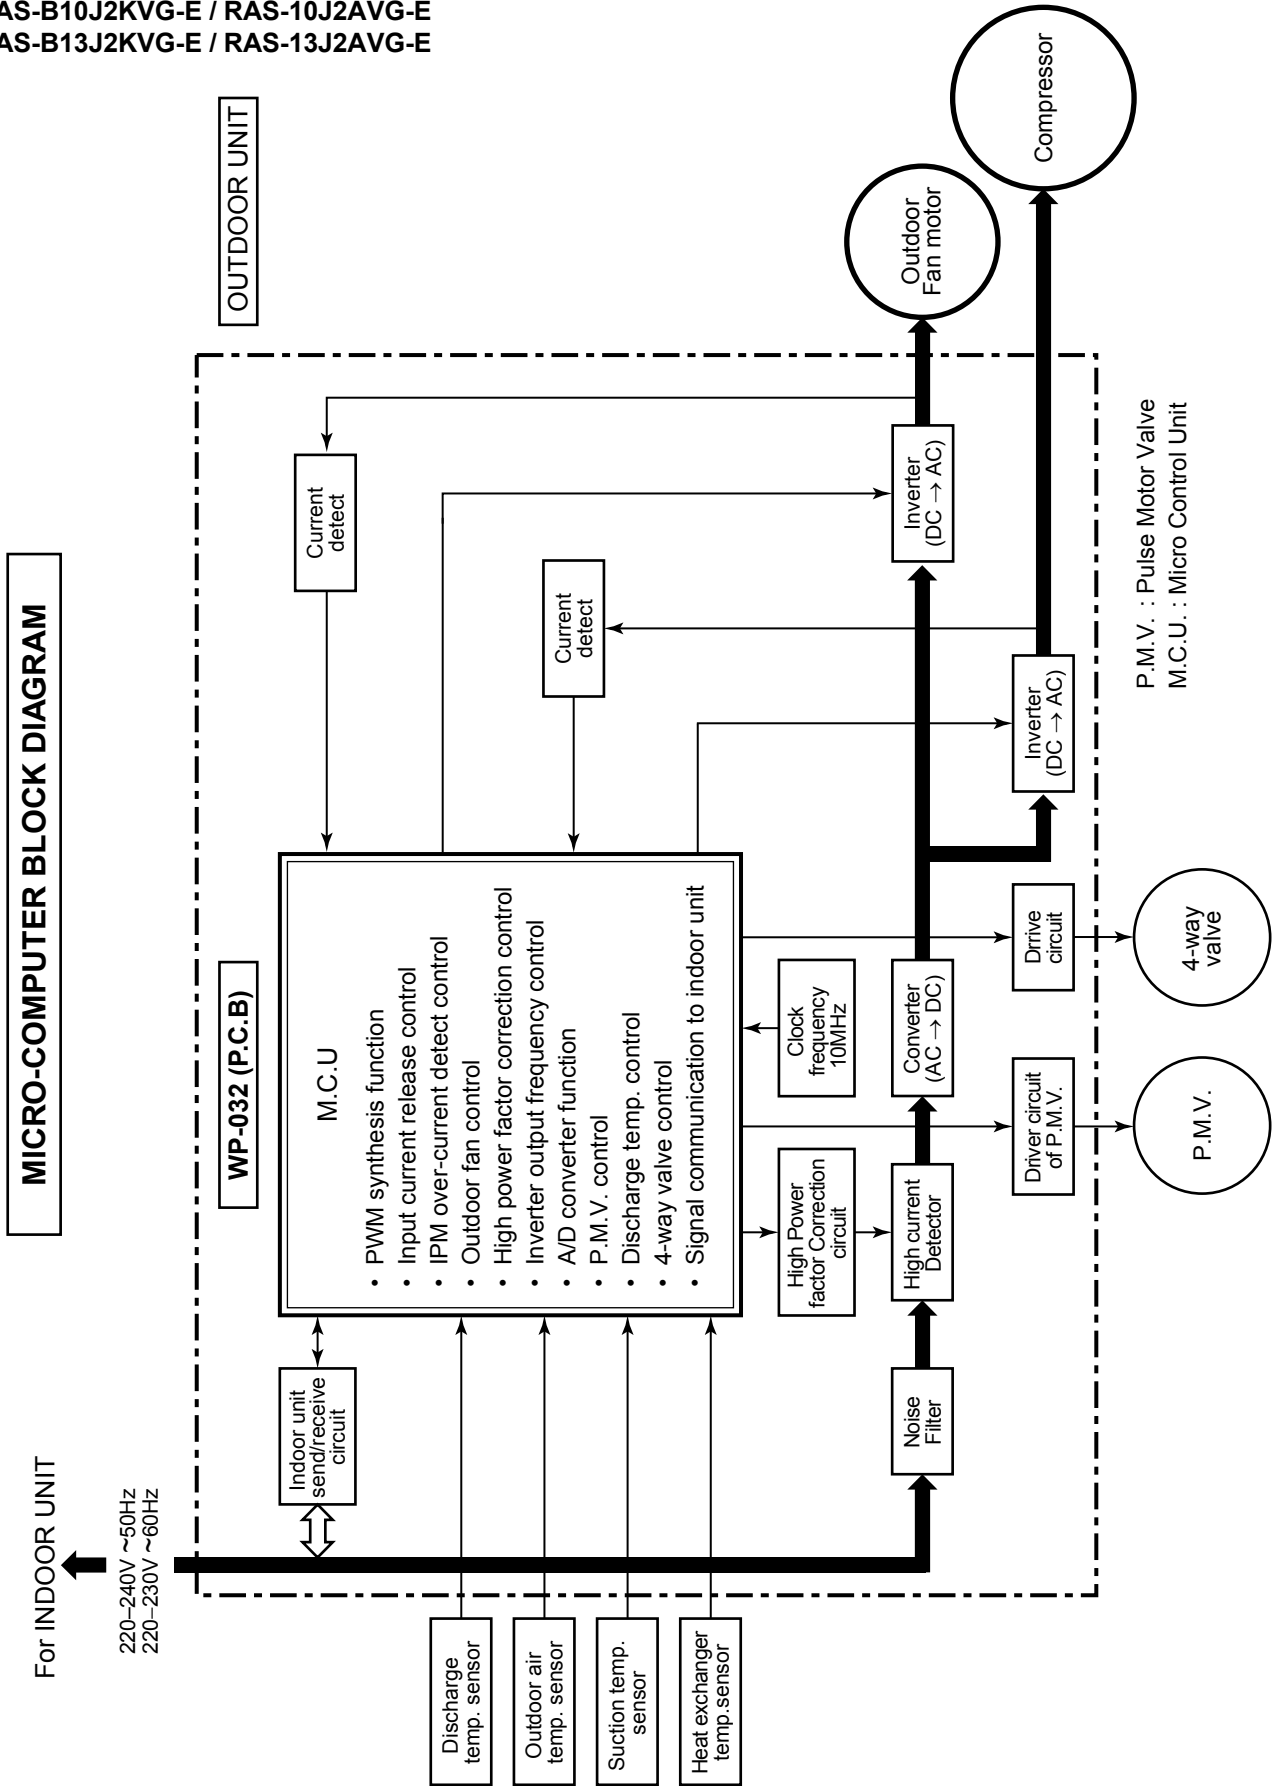 AS-B10J2KVG-E / RAS-10J2AVG-E
AS-B13J2KVG-E / RAS-13J2AVG-E
MICRO-COMPUTER BLOCK DIAGRAM
OUTDOOR UNIT
WP-032 (P.C.B)
For INDOOR UNIT
220–240V ~50Hz
220–230V ~60Hz
Indoor unit
send/receive
circuit
M.C.U
• PWM synthesis function
• Input current release control
• IPM over-current detect control
• Outdoor fan control
• High power factor correction control
• Inverter output frequency control
• A/D converter function
• P.M.V. control
• Discharge temp. control
• 4-way valve control
• Signal communication to indoor unit
Current
detect
Current
detect
Discharge
temp. sensor
Outdoor air
temp. sensor
Suction temp.
sensor
Heat exchanger
temp.sensor
High Power
factor Correction
circuit
Clock
frequency
10MHz
Noise
Filter
High current
Detector
Converter
(AC → DC)
Inverter
(DC → AC)
Outdoor
Fan motor
Driver circuit
of P.M.V.
Drrive
circuit
Inverter
(DC → AC)
Compressor
P.M.V.
4-way
valve
P.M.V. : Pulse Motor Valve
M.C.U. : Micro Control Unit